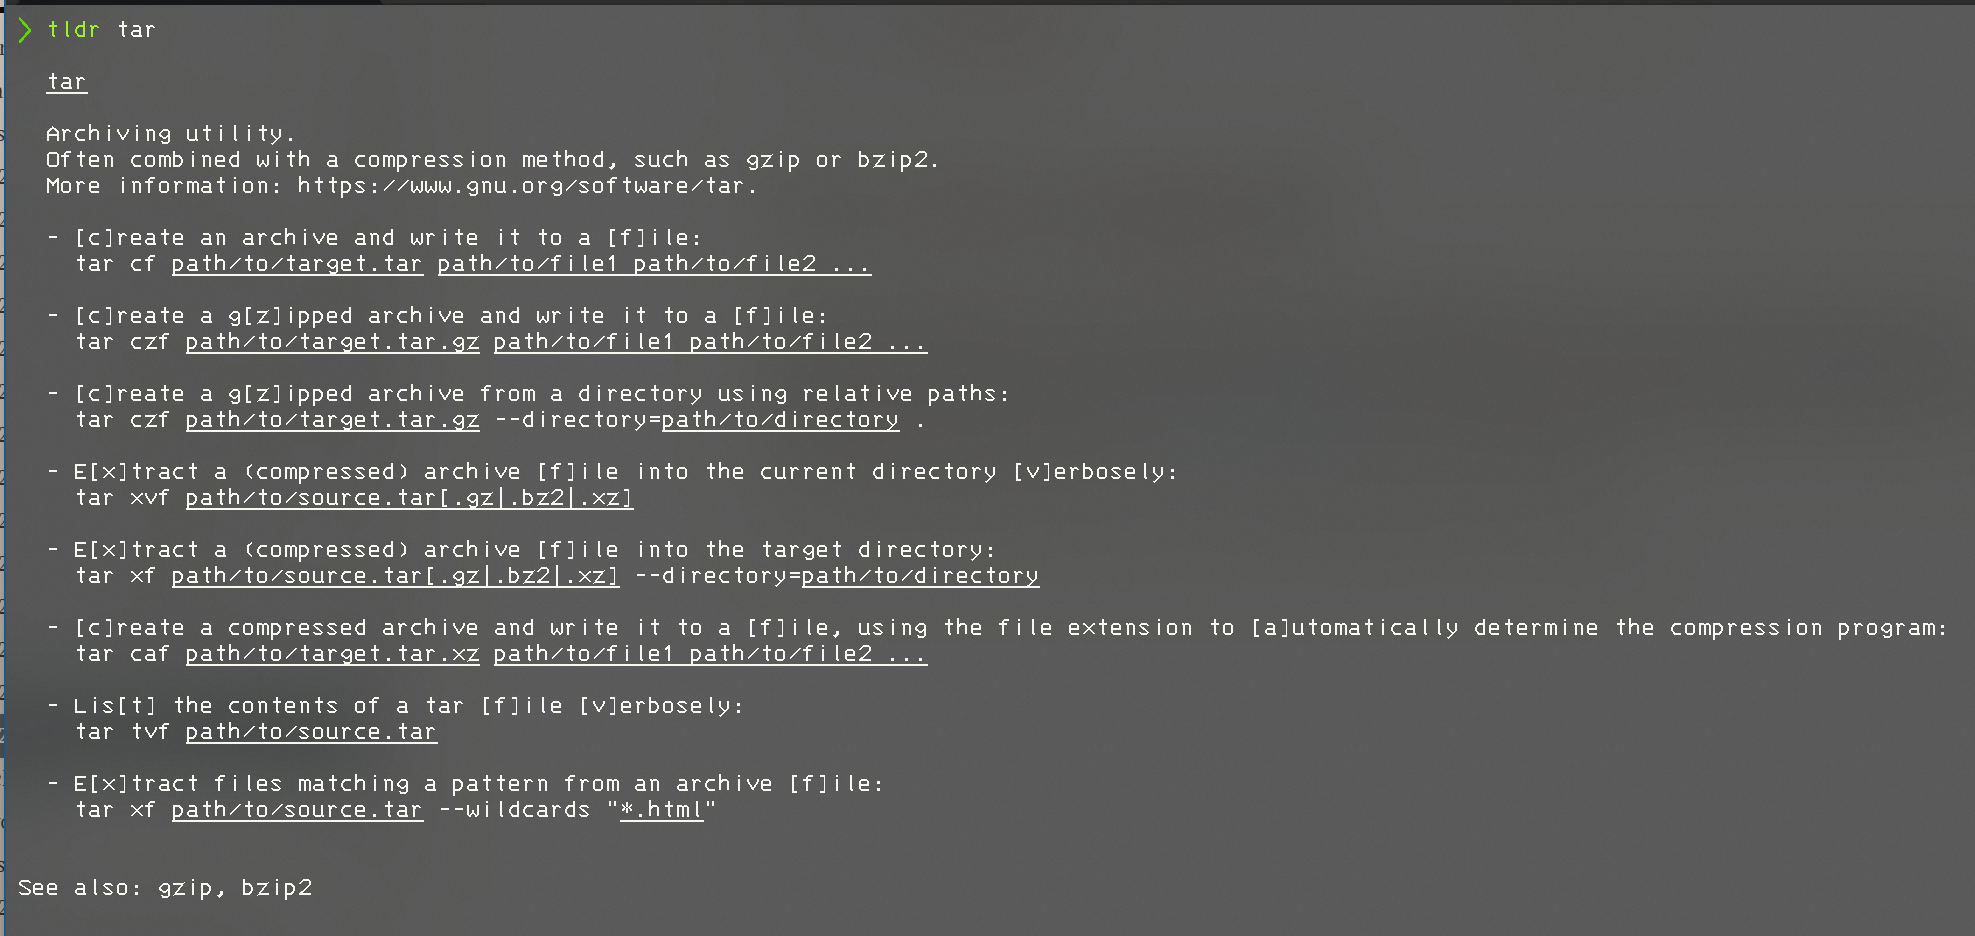 ❯ tldr tar
tar
Archiving utility.
Often combined with a compression method, such as gzip or bzip2.
More information: https://www.gnu.org/software/tar.
- [c]reate an archive and write it to a [f]ile:
tar cf path/to/target.tar path/to/file1 path/to/file2 ...
- [c]reate a g[z]ipped archive and write it to a [f]ile:
tar czf path/to/target.tar.gz path/to/file1 path/to/file2 ...
- [c]reate a g[z]ipped archive from a directory using relative paths:
tar czf path/to/target.tar.gz --directory=path/to/directory .
- E[x]tract a (compressed) archive [f]ile into the current directory [v]erbosely:
tar xvf path/to/source.tar[.gz|.bz2|.xz]
- E[x]tract a (compressed) archive [f]ile into the target directory:
tar xf path/to/source.tar[.gz|.bz2|.xz] --directory=path/to/directory
- [c]reate a compressed archive and write it to a [f]ile, using the file extension to [a]utomatically determine the compression program:
tar caf path/to/target.tar.xz path/to/file1 path/to/file2 ...
- Lis[t] the contents of a tar [f]ile [v]erbosely:
tar tvf path/to/source.tar
- E[x]tract files matching a pattern from an archive [f]ile:
tar xf path/to/source.tar --wildcards "*.html"
See also: gzip, bzip2